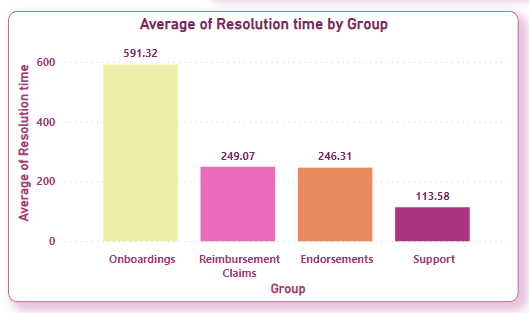 Average of Resolution time by Group
Average of Resolution time
600
400
200
0
591.32
249.07
246.31
113.58
Onboardings
Reimbursement
Claims
Endorsements
Support
Group